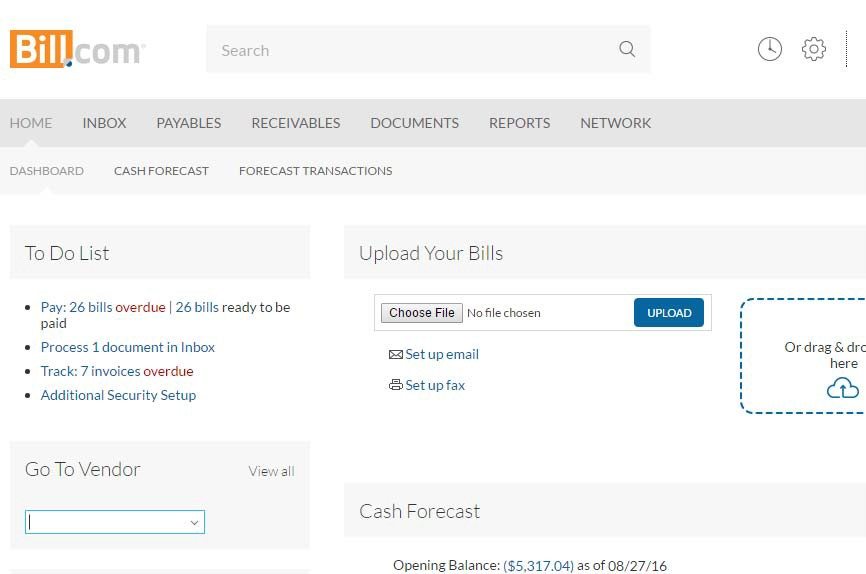 Bill.com
Search
HOME INBOX PAYABLES RECEIVABLES DOCUMENTS REPORTS NETWORK
DASHBOARD CASH FORECAST FORECAST TRANSACTIONS
To Do List
Pay: 26 bills overdue | 26 bills ready to be
paid
Process 1 document in Inbox
Track: 7 invoices overdue
Additional Security Setup
Go To Vendor View all
Upload Your Bills
Choose File No file chosen UPLOAD
Set up email
Set up fax
Or drag & dro
here
Cash Forecast
Opening Balance: ($5,317.04) as of 08/27/16